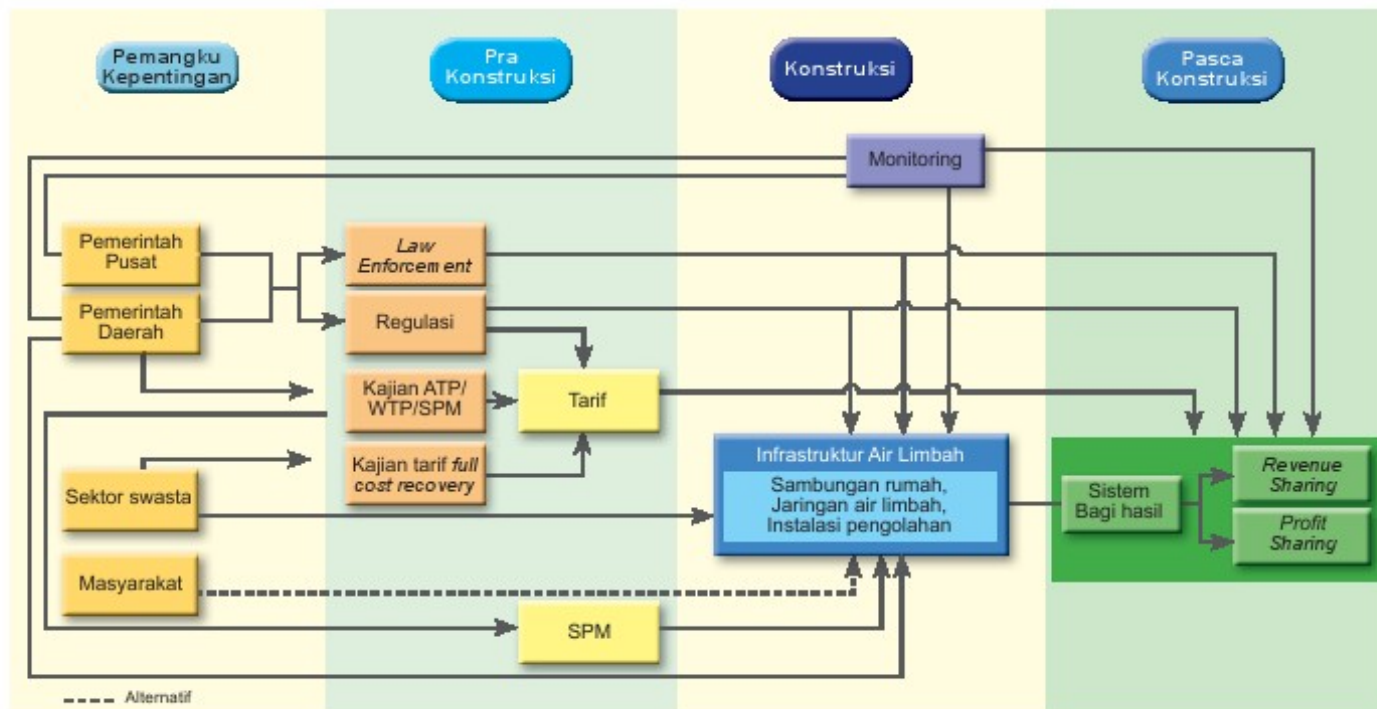 Pemangku
Kepentingan
Pra
Konstruksi
Konstruksi
Pasca
Konstruksi
Monitoring
Pemerintah
Pusat
Law
Enforcement
Pemerintah
Daerah
Regulasi
Kajian ATP/
WTP/SPM
Tarif
Kajian tarif full
cost recovery
Sektor swasta
Infrastruktur Air Limbah
Sambungan rumah,
Jaringan air limbah,
Instalasi pengolahan
Sistem
Bagi hasil
Revenue
Sharing
Profit
Sharing
Masyarakat
SPM
Alternatif